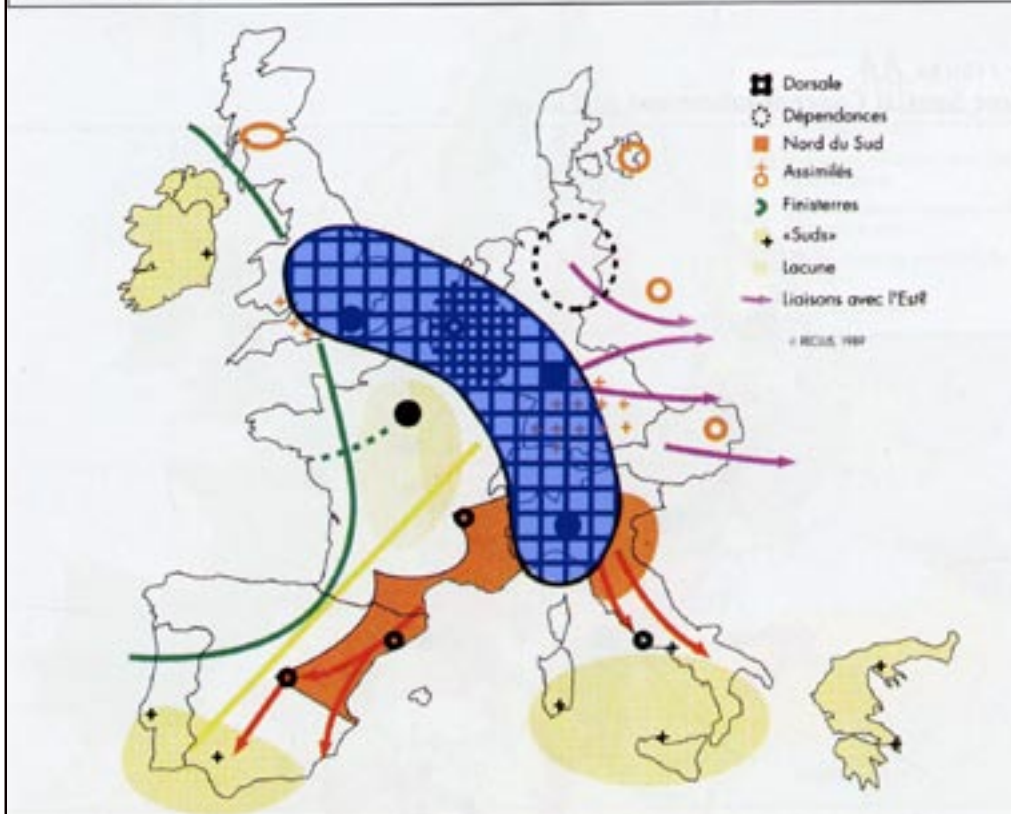 Dorsale
Dépendances
Nord du Sud
Assimilés
Finisterres
«Suds»
Lacune
Liaisons avec l'Est?
© RECLUS, 1989